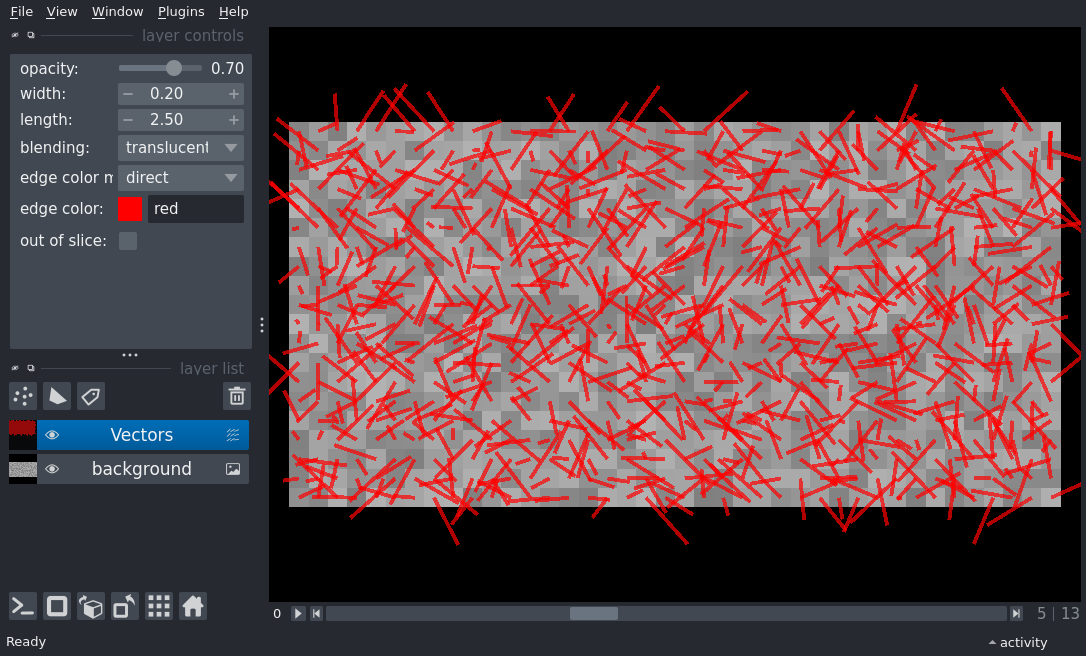 File View Window Plugins Help
layer controls
opacity: 0.70
width: 0.20
length: 2.50
blending: translucent
edge color m direct
edge color: red
out of slice:
layer list
Vectors
background
0 5 | 13
Ready activity